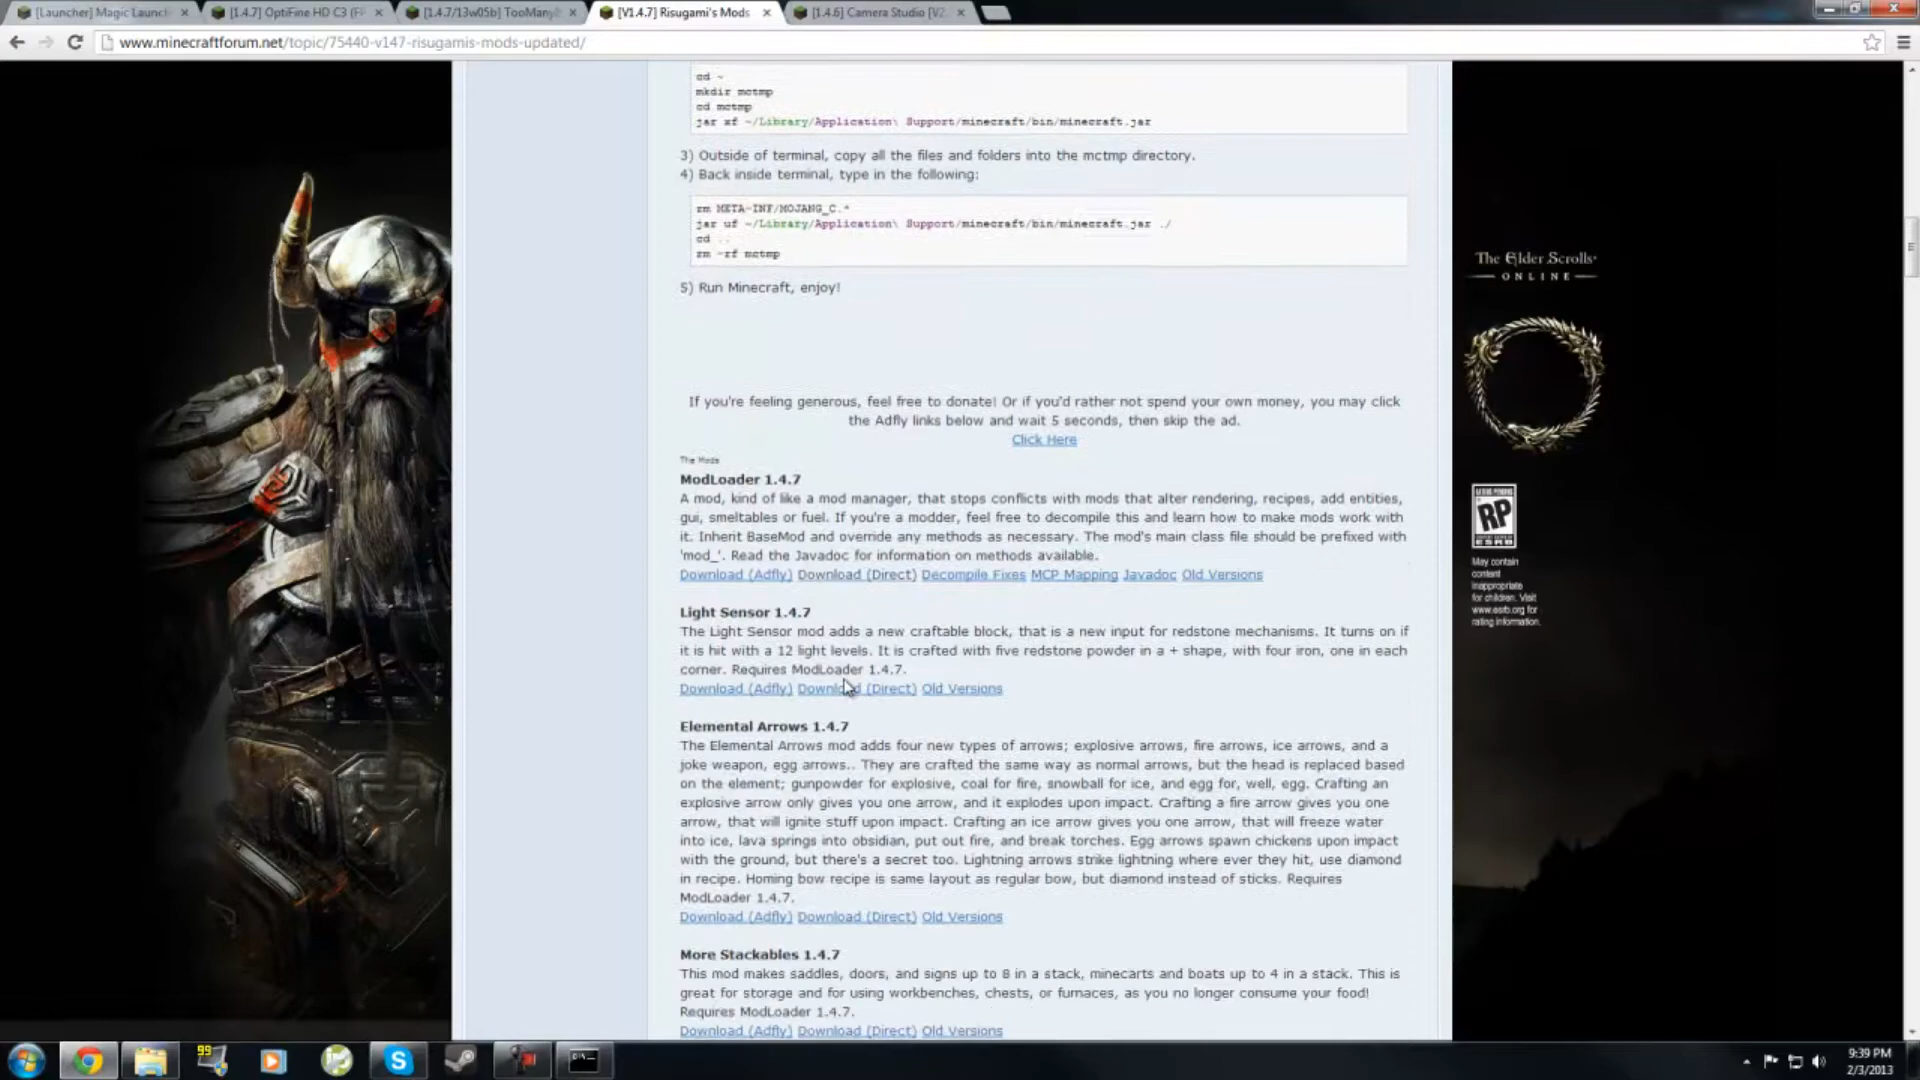 [Launcher] Magic Launch
[1.4.7] OptiFine HD C3 (FP
[1.4.7/13w05b] TooMany
[V1.4.7] Risugami's Mods
[1.4.6] Camera Studio [V2
www.minecraftforum.net/topic/75440-v147-risugamis-mods-updated/
cd ~
mkdir mctmp
cd mctmp
jar xf ~/Library/Application\ Support/minecraft/bin/minecraft.jar
3) Outside of terminal, copy all the files and folders into the mctmp directory.
4) Back inside terminal, type in the following:
rm META-INF/MOJANG_C.*
jar uf ~/Library/Application\ Support/minecraft/bin/minecraft.jar ./
cd ..
rm -rf mctmp
5) Run Minecraft, enjoy!
If you're feeling generous, feel free to donate! Or if you'd rather not spend your own money, you may click
the Adfly links below and wait 5 seconds, then skip the ad.
Click Here
The Mods
ModLoader 1.4.7
A mod, kind of like a mod manager, that stops conflicts with mods that alter rendering, recipes, add entities,
gui, smeltables or fuel. If you're a modder, feel free to decompile this and learn how to make mods work with
it. Inherit BaseMod and override any methods as necessary. The mod's main class file should be prefixed with
'mod_'. Read the Javadoc for information on methods available.
Download (Adfly) Download (Direct) Decompile Fixes MCP Mapping Javadoc Old Versions
Light Sensor 1.4.7
The Light Sensor mod adds a new craftable block, that is a new input for redstone mechanisms. It turns on if
it is hit with a 12 light levels. It is crafted with five redstone powder in a + shape, with four iron, one in each
corner. Requires ModLoader 1.4.7.
Download (Adfly) Download (Direct) Old Versions
Elemental Arrows 1.4.7
The Elemental Arrows mod adds four new types of arrows; explosive arrows, fire arrows, ice arrows, and a
joke weapon, egg arrows.. They are crafted the same way as normal arrows, but the head is replaced based
on the element; gunpowder for explosive, coal for fire, snowball for ice, and egg for, well, egg. Crafting an
explosive arrow only gives you one arrow, and it explodes upon impact. Crafting a fire arrow gives you one
arrow, that will ignite stuff upon impact. Crafting an ice arrow gives you one arrow, that will freeze water
into ice, lava springs into obsidian, put out fire, and break torches. Egg arrows spawn chickens upon impact
with the ground, but there's a secret too. Lightning arrows strike lightning where ever they hit, use diamond
in recipe. Homing bow recipe is same layout as regular bow, but diamond instead of sticks. Requires
ModLoader 1.4.7.
Download (Adfly) Download (Direct) Old Versions
More Stackables 1.4.7
This mod makes saddles, doors, and signs up to 8 in a stack, minecarts and boats up to 4 in a stack. This is
great for storage and for using workbenches, chests, or furnaces, as you no longer consume your food!
Requires ModLoader 1.4.7.
Download (Adfly) Download (Direct) Old Versions
The Elder Scrolls
ONLINE
RP
ESRB
May contain
content
inappropriate
for children. Visit
www.esrb.org for
rating information.
99
9:39 PM
2/3/2013